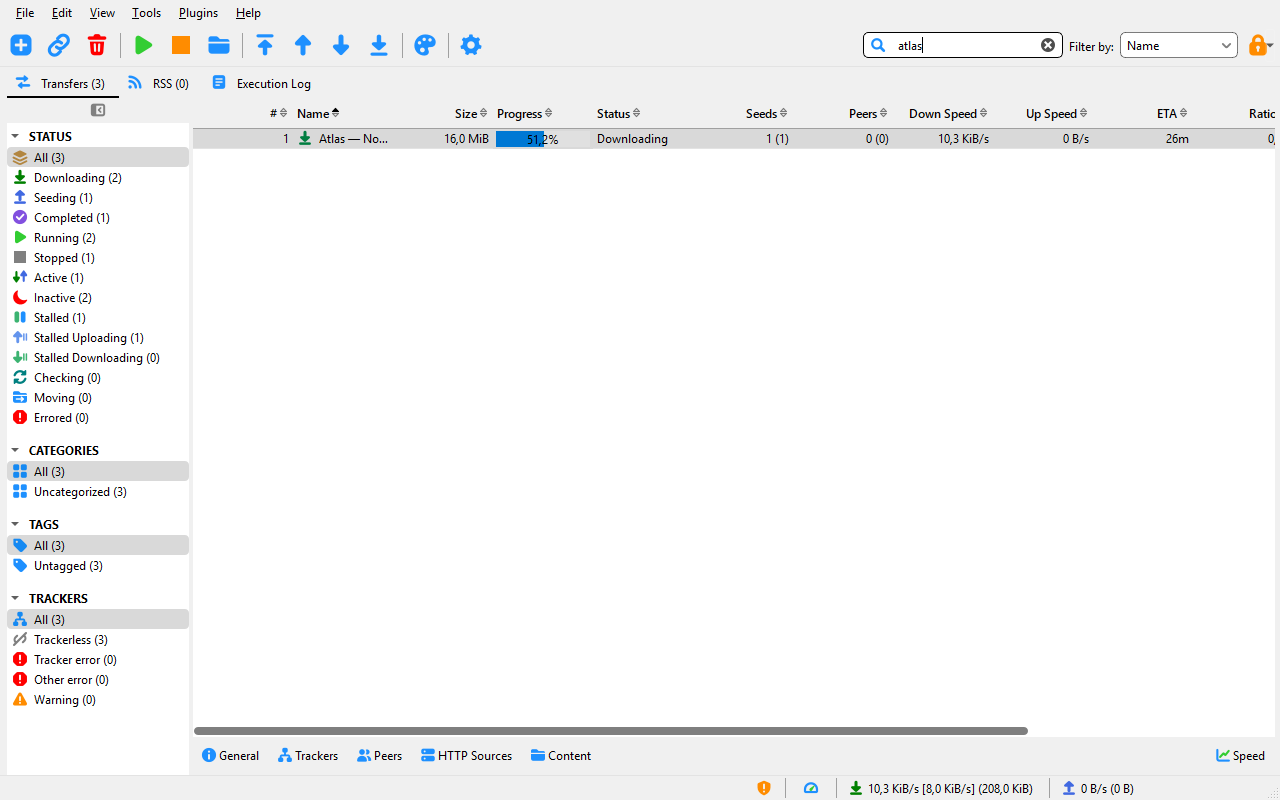 File Edit View Tools Plugins Help
atlas
Filter by: Name
Transfers (3) RSS (0) Execution Log
# Name Size Progress Status Seeds Peers Down Speed Up Speed ETA Ratio
1 Atlas — No... 16,0 MiB 51,2% Downloading 1 (1) 0 (0) 10,3 KiB/s 0 B/s 26m 0,
STATUS
All (3)
Downloading (2)
Seeding (1)
Completed (1)
Running (2)
Stopped (1)
Active (1)
Inactive (2)
Stalled (1)
Stalled Uploading (1)
Stalled Downloading (0)
Checking (0)
Moving (0)
Errored (0)
CATEGORIES
All (3)
Uncategorized (3)
TAGS
All (3)
Untagged (3)
TRACKERS
All (3)
Trackerless (3)
Tracker error (0)
Other error (0)
Warning (0)
General Trackers Peers HTTP Sources Content Speed
10,3 KiB/s [8,0 KiB/s] (208,0 KiB) 0 B/s (0 B)